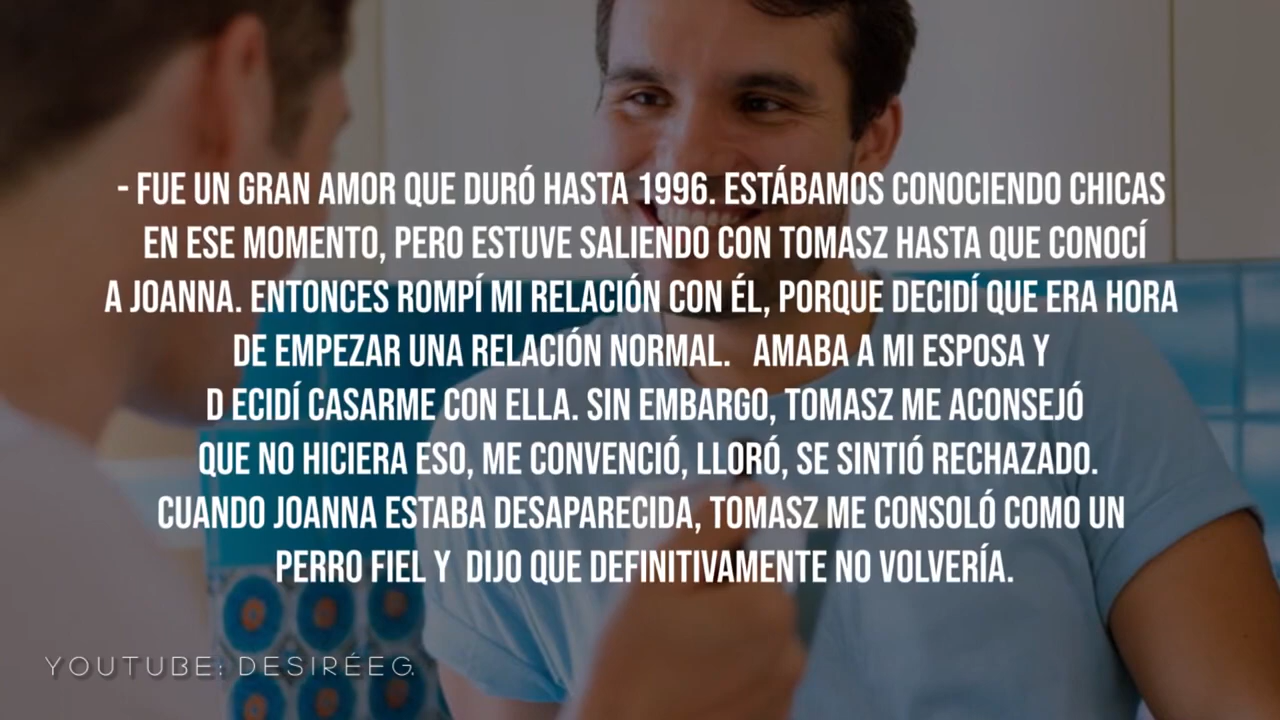 - FUE UN GRAN AMOR QUE DURÓ HASTA 1996. ESTÁBAMOS CONOCIENDO CHICAS
EN ESE MOMENTO, PERO ESTUVE SALIENDO CON TOMASZ HASTA QUE CONOCÍ
A JOANNA. ENTONCES ROMPÍ MI RELACIÓN CON ÉL, PORQUE DECIDÍ QUE ERA HORA
DE EMPEZAR UNA RELACIÓN NORMAL.   AMABA A MI ESPOSA Y
D ECIDÍ CASARME CON ELLA. SIN EMBARGO, TOMASZ ME ACONSEJÓ
QUE NO HICIERA ESO, ME CONVENCIÓ, LLORÓ, SE SINTIÓ RECHAZADO.
CUANDO JOANNA ESTABA DESAPARECIDA, TOMASZ ME CONSOLÓ COMO UN
PERRO FIEL Y  DIJO QUE DEFINITIVAMENTE NO VOLVERÍA.
YOUTUBE: DESIRÉEG.